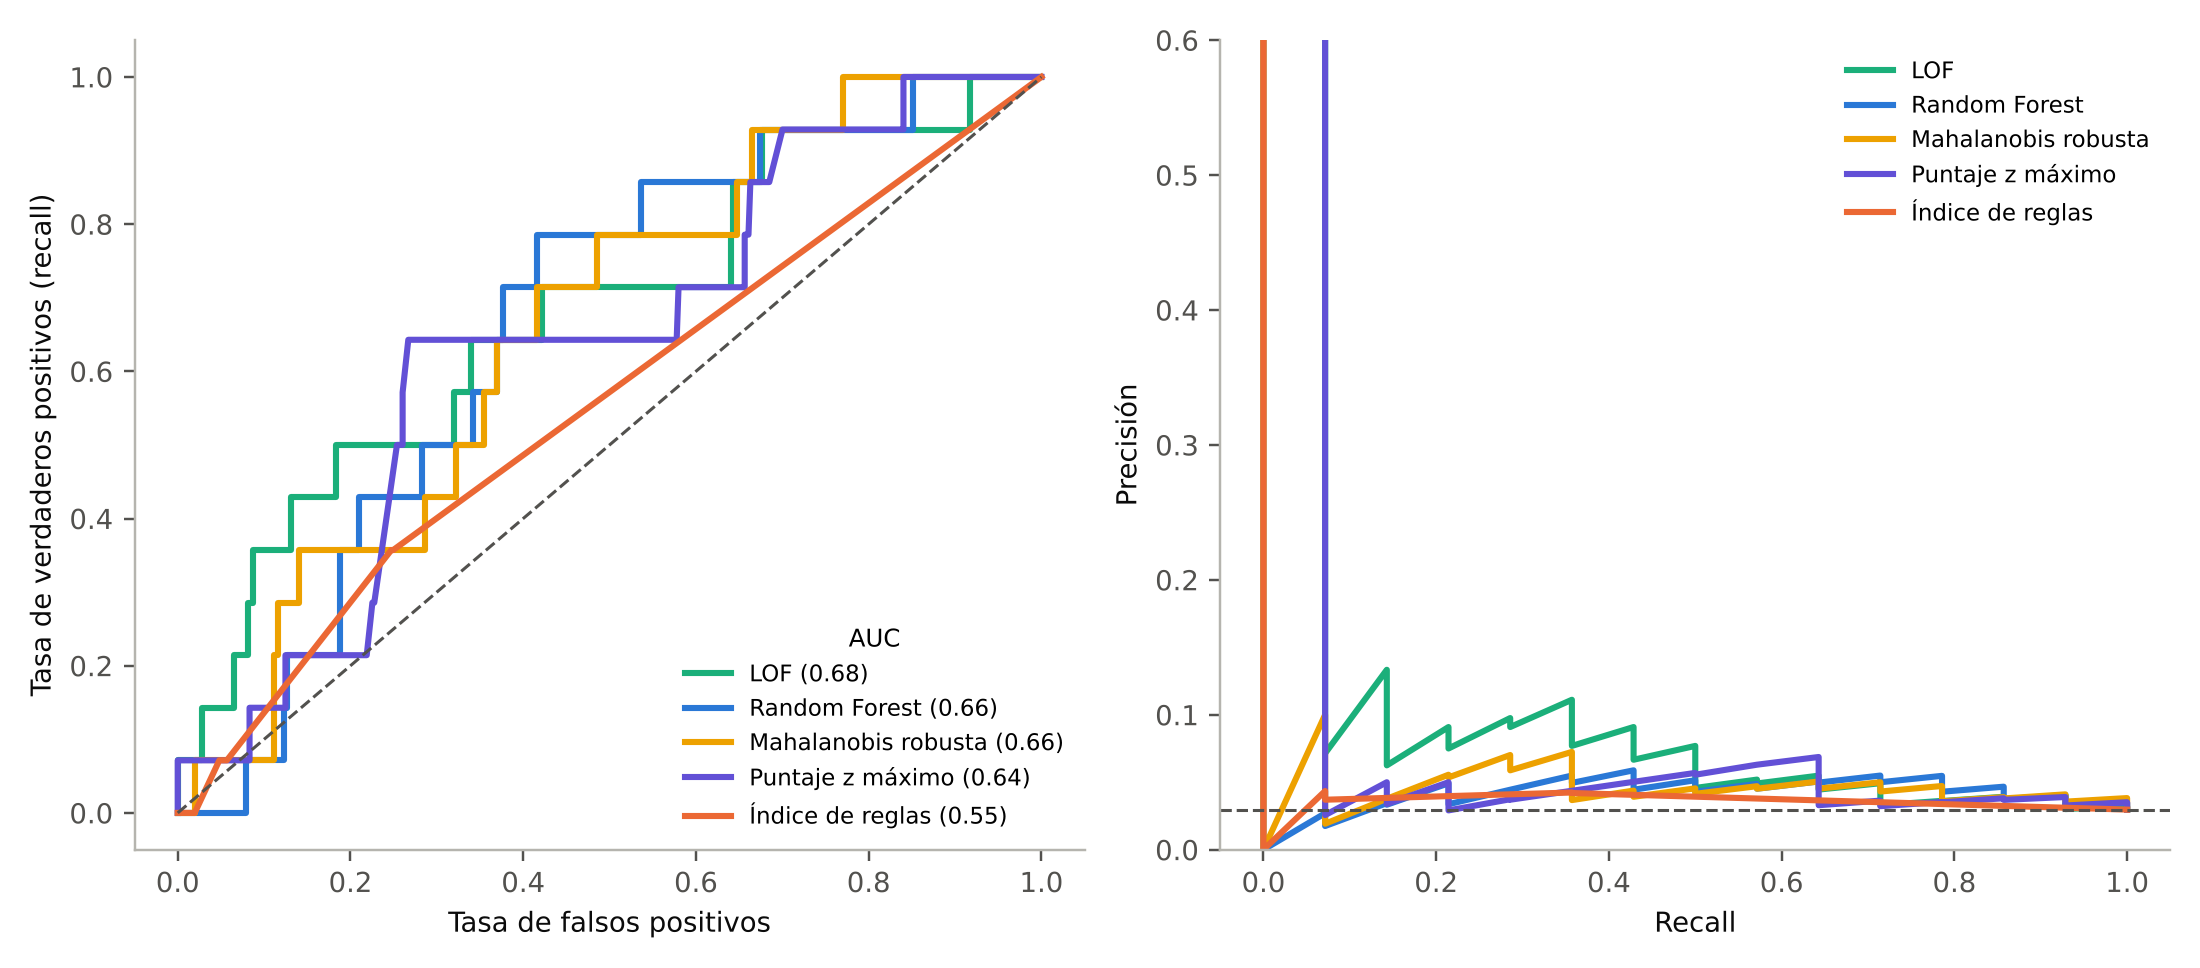 1.0
0.8
0.6
0.4
0.2
0.0
Tasa de verdaderos positivos (recall)
0.0 0.2 0.4 0.6 0.8 1.0
Tasa de falsos positivos
AUC
LOF (0.68)
Random Forest (0.66)
Mahalanobis robusta (0.66)
Puntaje z máximo (0.64)
Índice de reglas (0.55)
0.6
0.5
0.4
0.3
0.2
0.1
0.0
Precisión
0.0 0.2 0.4 0.6 0.8 1.0
Recall
LOF
Random Forest
Mahalanobis robusta
Puntaje z máximo
Índice de reglas